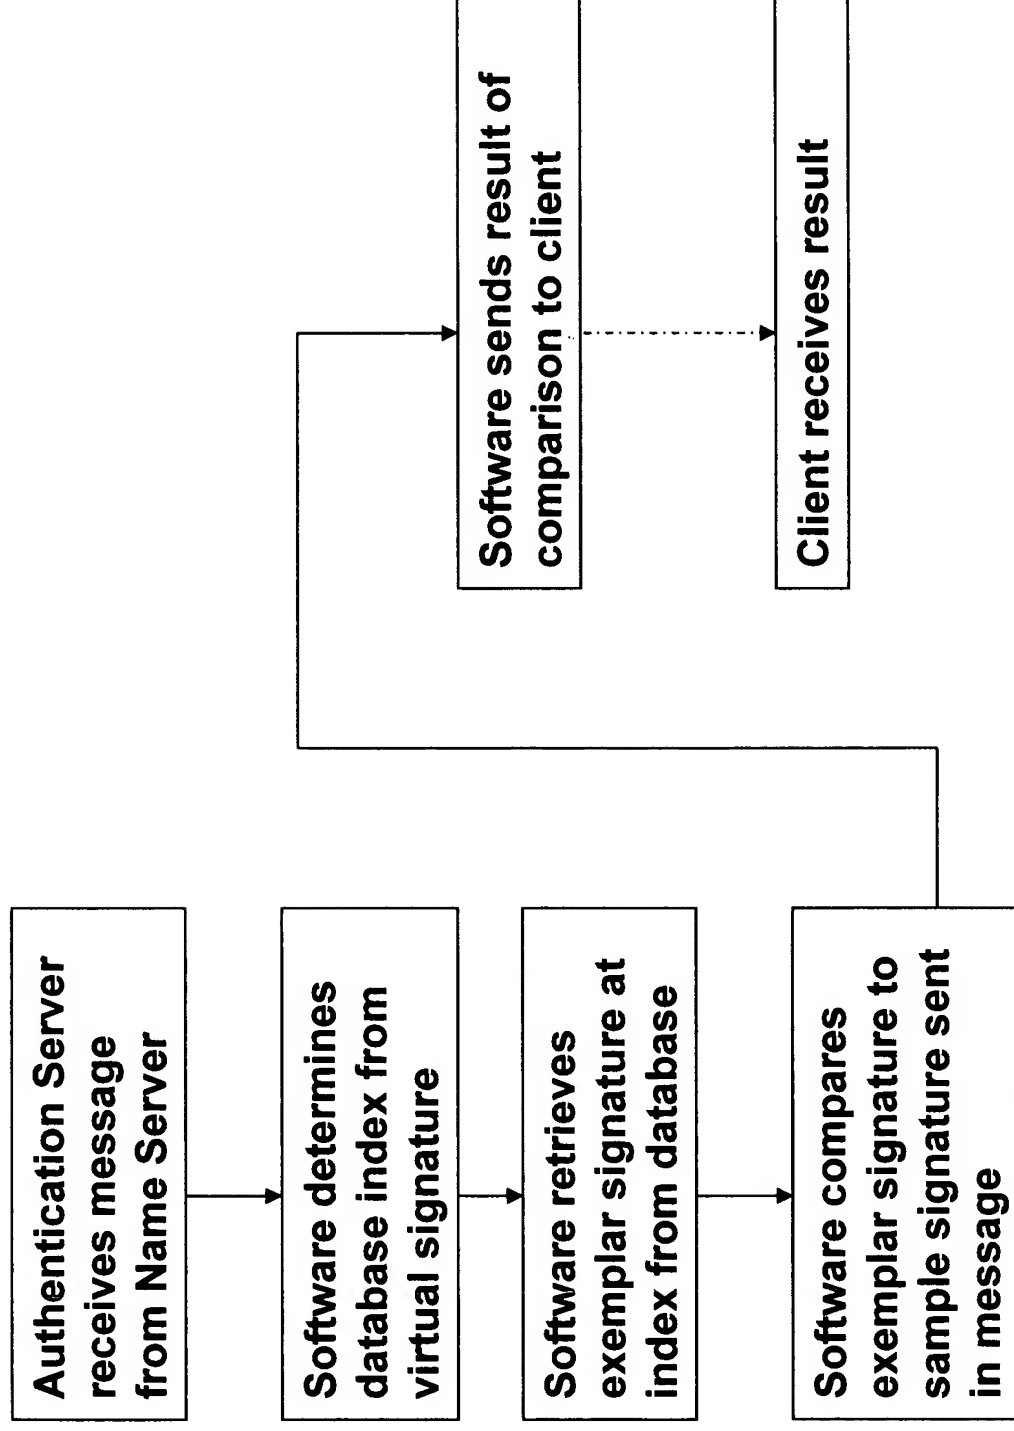 Authentication Server
receives message
from Name Server
Software determines
database index from
virtual signature
Software retrieves
exemplar signature at
index from database
Software compares
exemplar signature to
sample signature sent
in message
Software sends result of
comparison to client
Client receives result